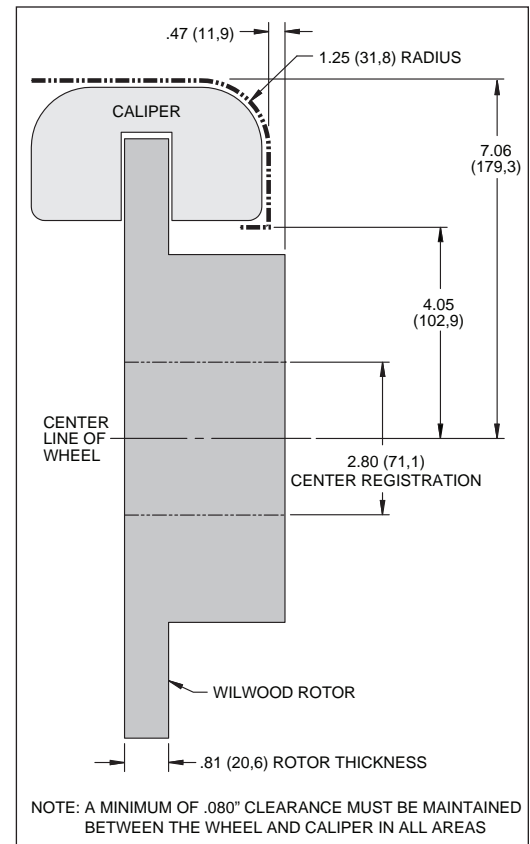 .47 (11,9)
1.25 (31,8) RADIUS
CALIPER
7.06
(179,3)
4.05
(102,9)
CENTER
LINE OF
WHEEL
2.80 (71,1)
CENTER REGISTRATION
WILWOOD ROTOR
.81 (20,6) ROTOR THICKNESS
NOTE: A MINIMUM OF .080" CLEARANCE MUST BE MAINTAINED
BETWEEN THE WHEEL AND CALIPER IN ALL AREAS